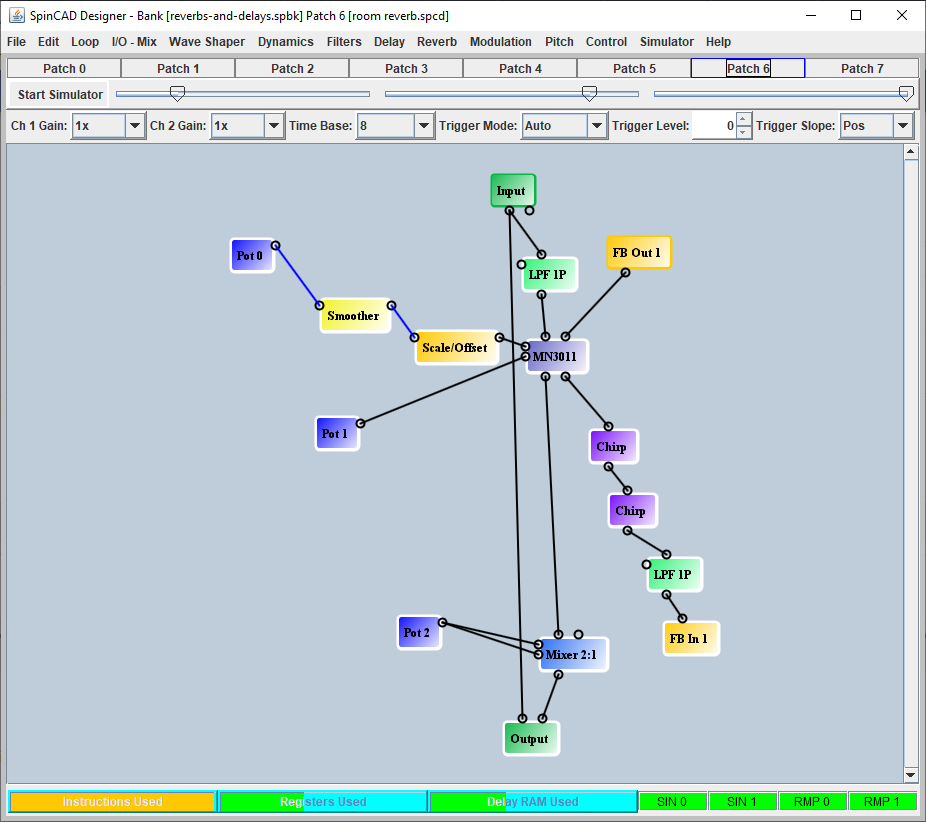 SpinCAD Designer - Bank [reverbs-and-delays.spbk] Patch 6 [room reverb.spcd]
File Edit Loop I/O - Mix Wave Shaper Dynamics Filters Delay Reverb Modulation Pitch Control Simulator Help
Patch 0 Patch 1 Patch 2 Patch 3 Patch 4 Patch 5 Patch 6 Patch 7
Start Simulator
Ch 1 Gain: 1x Ch 2 Gain: 1x Time Base: 8 Trigger Mode: Auto Trigger Level: 0 Trigger Slope: Pos
Input
Pot 0
FB Out 1
LPF 1P
Smoother
Scale/Offset
MN3011
Pot 1
Chirp
Chirp
LPF 1P
Pot 2
FB In 1
Mixer 2:1
Output
Instructions Used Registers Used Delay RAM Used SIN 0 SIN 1 RMP 0 RMP 1